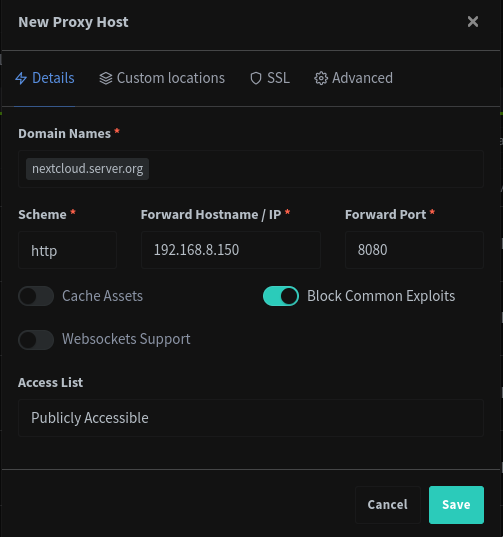 New Proxy Host
Details Custom locations SSL Advanced
Domain Names *
nextcloud.server.org
Scheme * Forward Hostname / IP * Forward Port *
http 192.168.8.150 8080
Cache Assets Block Common Exploits
Websockets Support
Access List
Publicly Accessible
Cancel Save